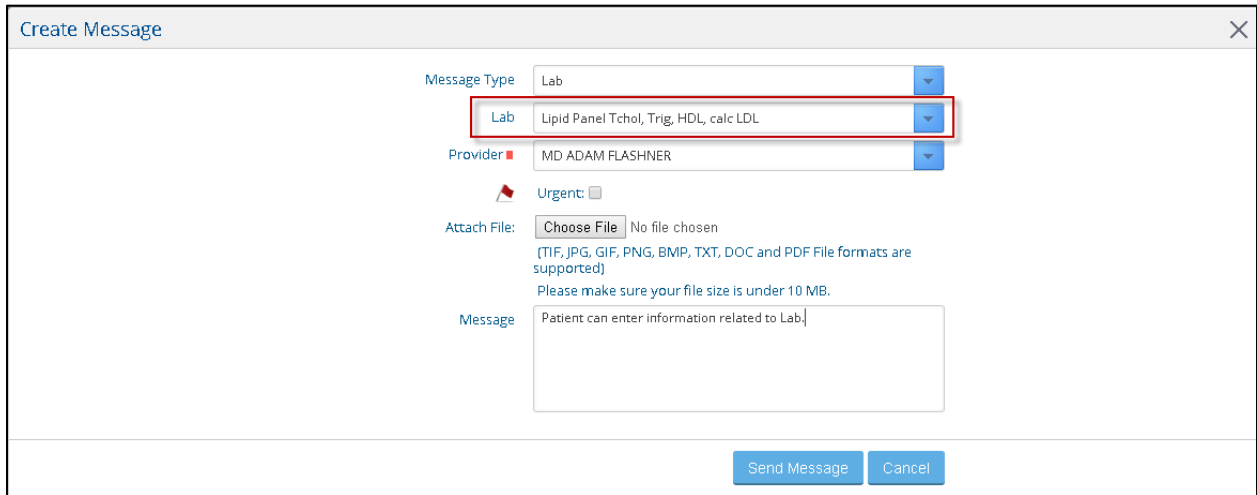 Create Message
Message Type Lab
Lab Lipid Panel Tchol, Trig, HDL, calc LDL
Provider MD ADAM FLASHNER
Urgent:
Attach File: Choose File No file chosen
(TIF, JPG, GIF, PNG, BMP, TXT, DOC and PDF File formats are
supported)
Please make sure your file size is under 10 MB.
Message Patient can enter information related to Lab.
Send Message Cancel